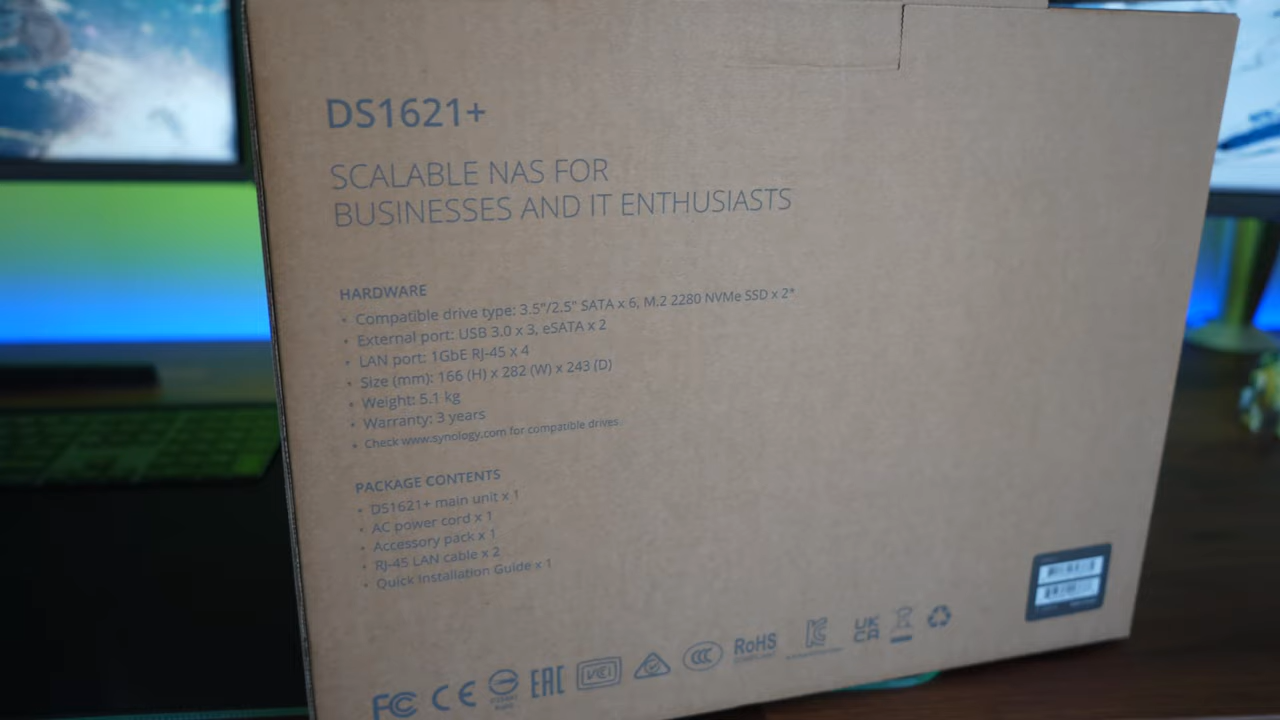 DS1621+
SCALABLE NAS FOR
BUSINESSES AND IT ENTHUSIASTS
HARDWARE
• Compatible drive type: 3.5"/2.5" SATA x 6, M.2 2280 NVMe SSD x 2*
• External port: USB 3.0 x 3, eSATA x 2
• LAN port: 1GbE RJ-45 x 4
• Size (mm): 166 (H) x 282 (W) x 243 (D)
• Weight: 5.1 kg
• Warranty: 3 years
• Check www.synology.com for compatible drives
PACKAGE CONTENTS
• DS1621+ main unit x 1
• AC power cord x 1
• Accessory pack x 1
• RJ-45 LAN cable x 2
• Quick Installation Guide x 1
FC CE EAC VCI CCC RoHS UK CA
COMPLIANT